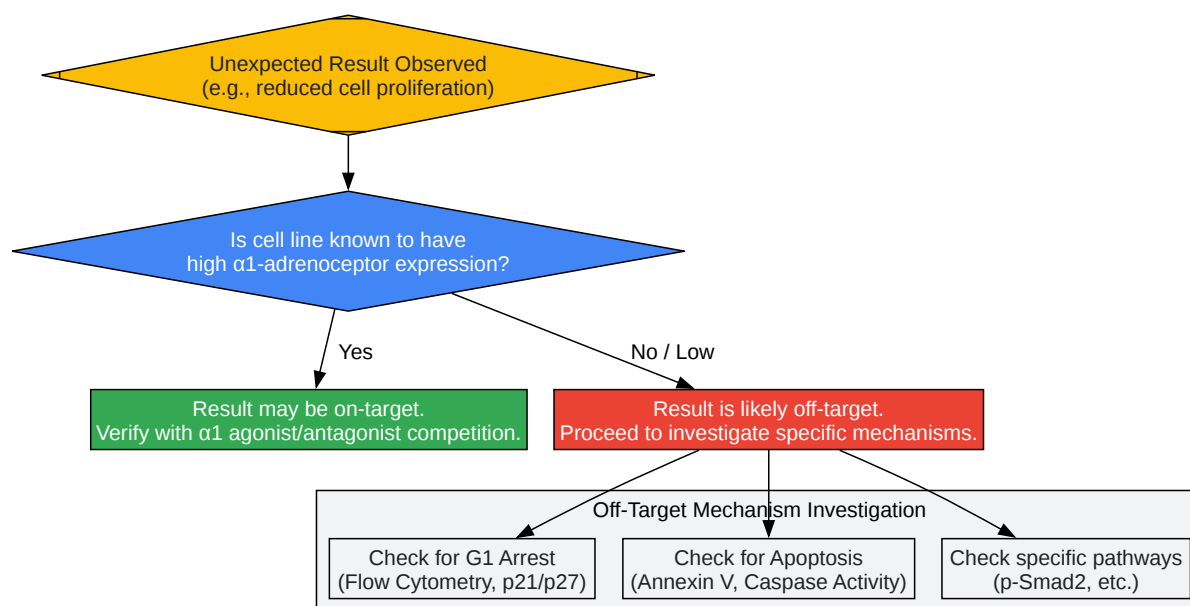 Unexpected Result Observed
(e.g., reduced cell proliferation)
Is cell line known to have
high α1-adrenoceptor expression?
Yes
No / Low
Result may be on-target.
Verify with α1 agonist/antagonist competition.
Result is likely off-target.
Proceed to investigate specific mechanisms.
Off-Target Mechanism Investigation
Check for G1 Arrest
(Flow Cytometry, p21/p27)
Check for Apoptosis
(Annexin V, Caspase Activity)
Check specific pathways
(p-Smad2, etc.)